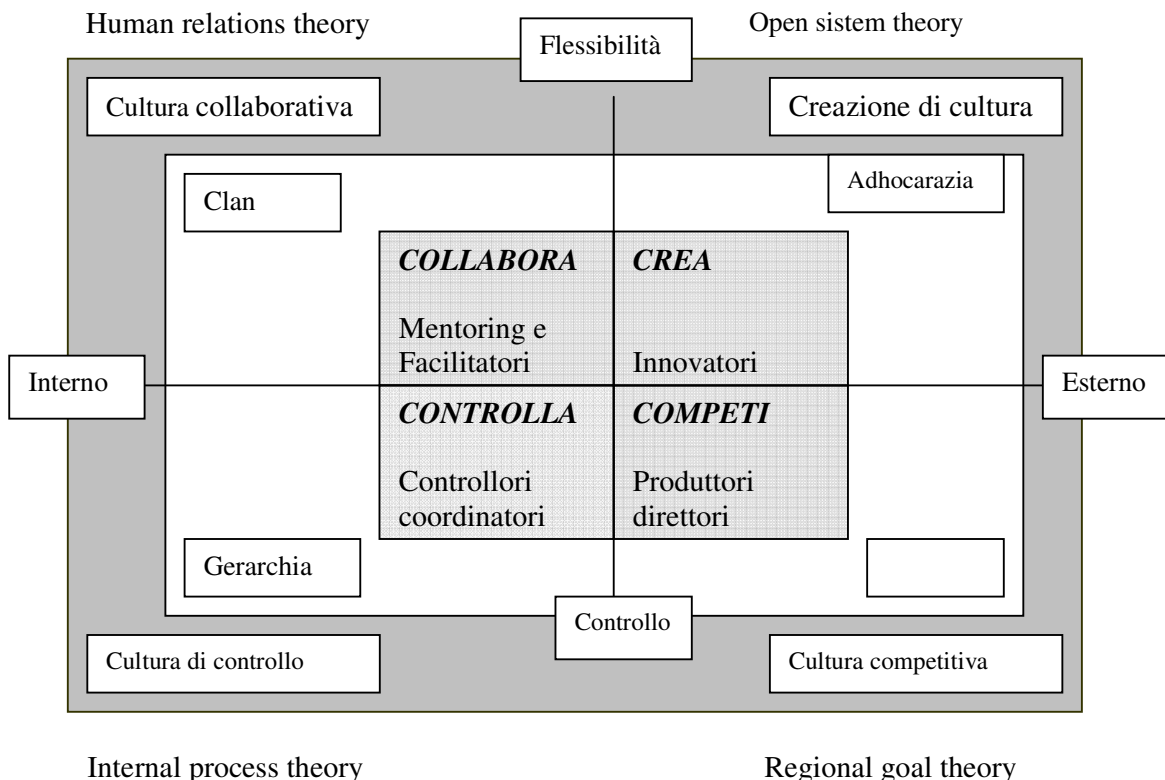 Human relations theory
Open sistem theory
Flessibilità
Cultura collaborativa
Creazione di cultura
Clan
Adhocarazia
COLLABORA
CREA
Mentoring e
Facilitatori
Innovatori
Interno
Esterno
CONTROLLA
COMPETI
Controllori
coordinatori
Produttori
direttori
Gerarchia
Controllo
Cultura di controllo
Cultura competitiva
Internal process theory
Regional goal theory